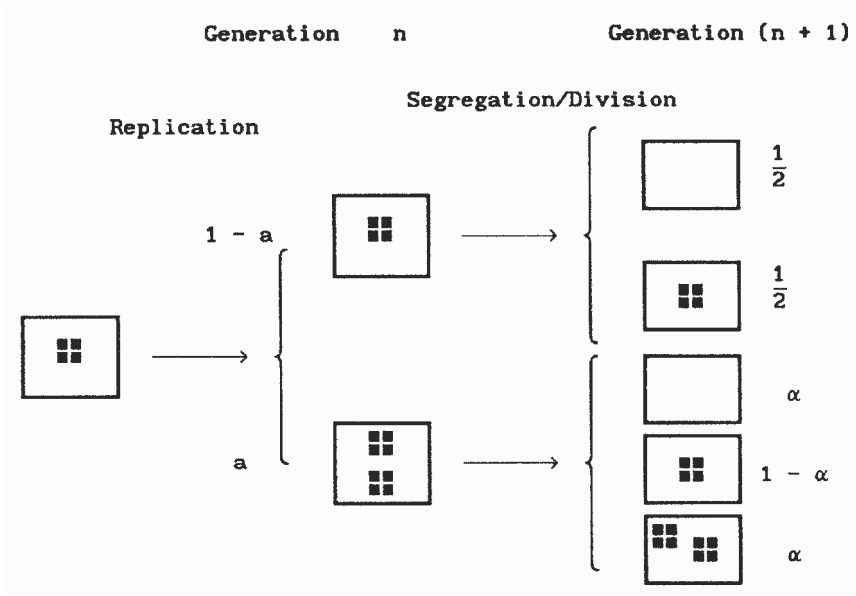 Generation n Generation (n + 1)
Segregation/Division
Replication
1/2
1 - a
1/2
α
a
1 - α
α